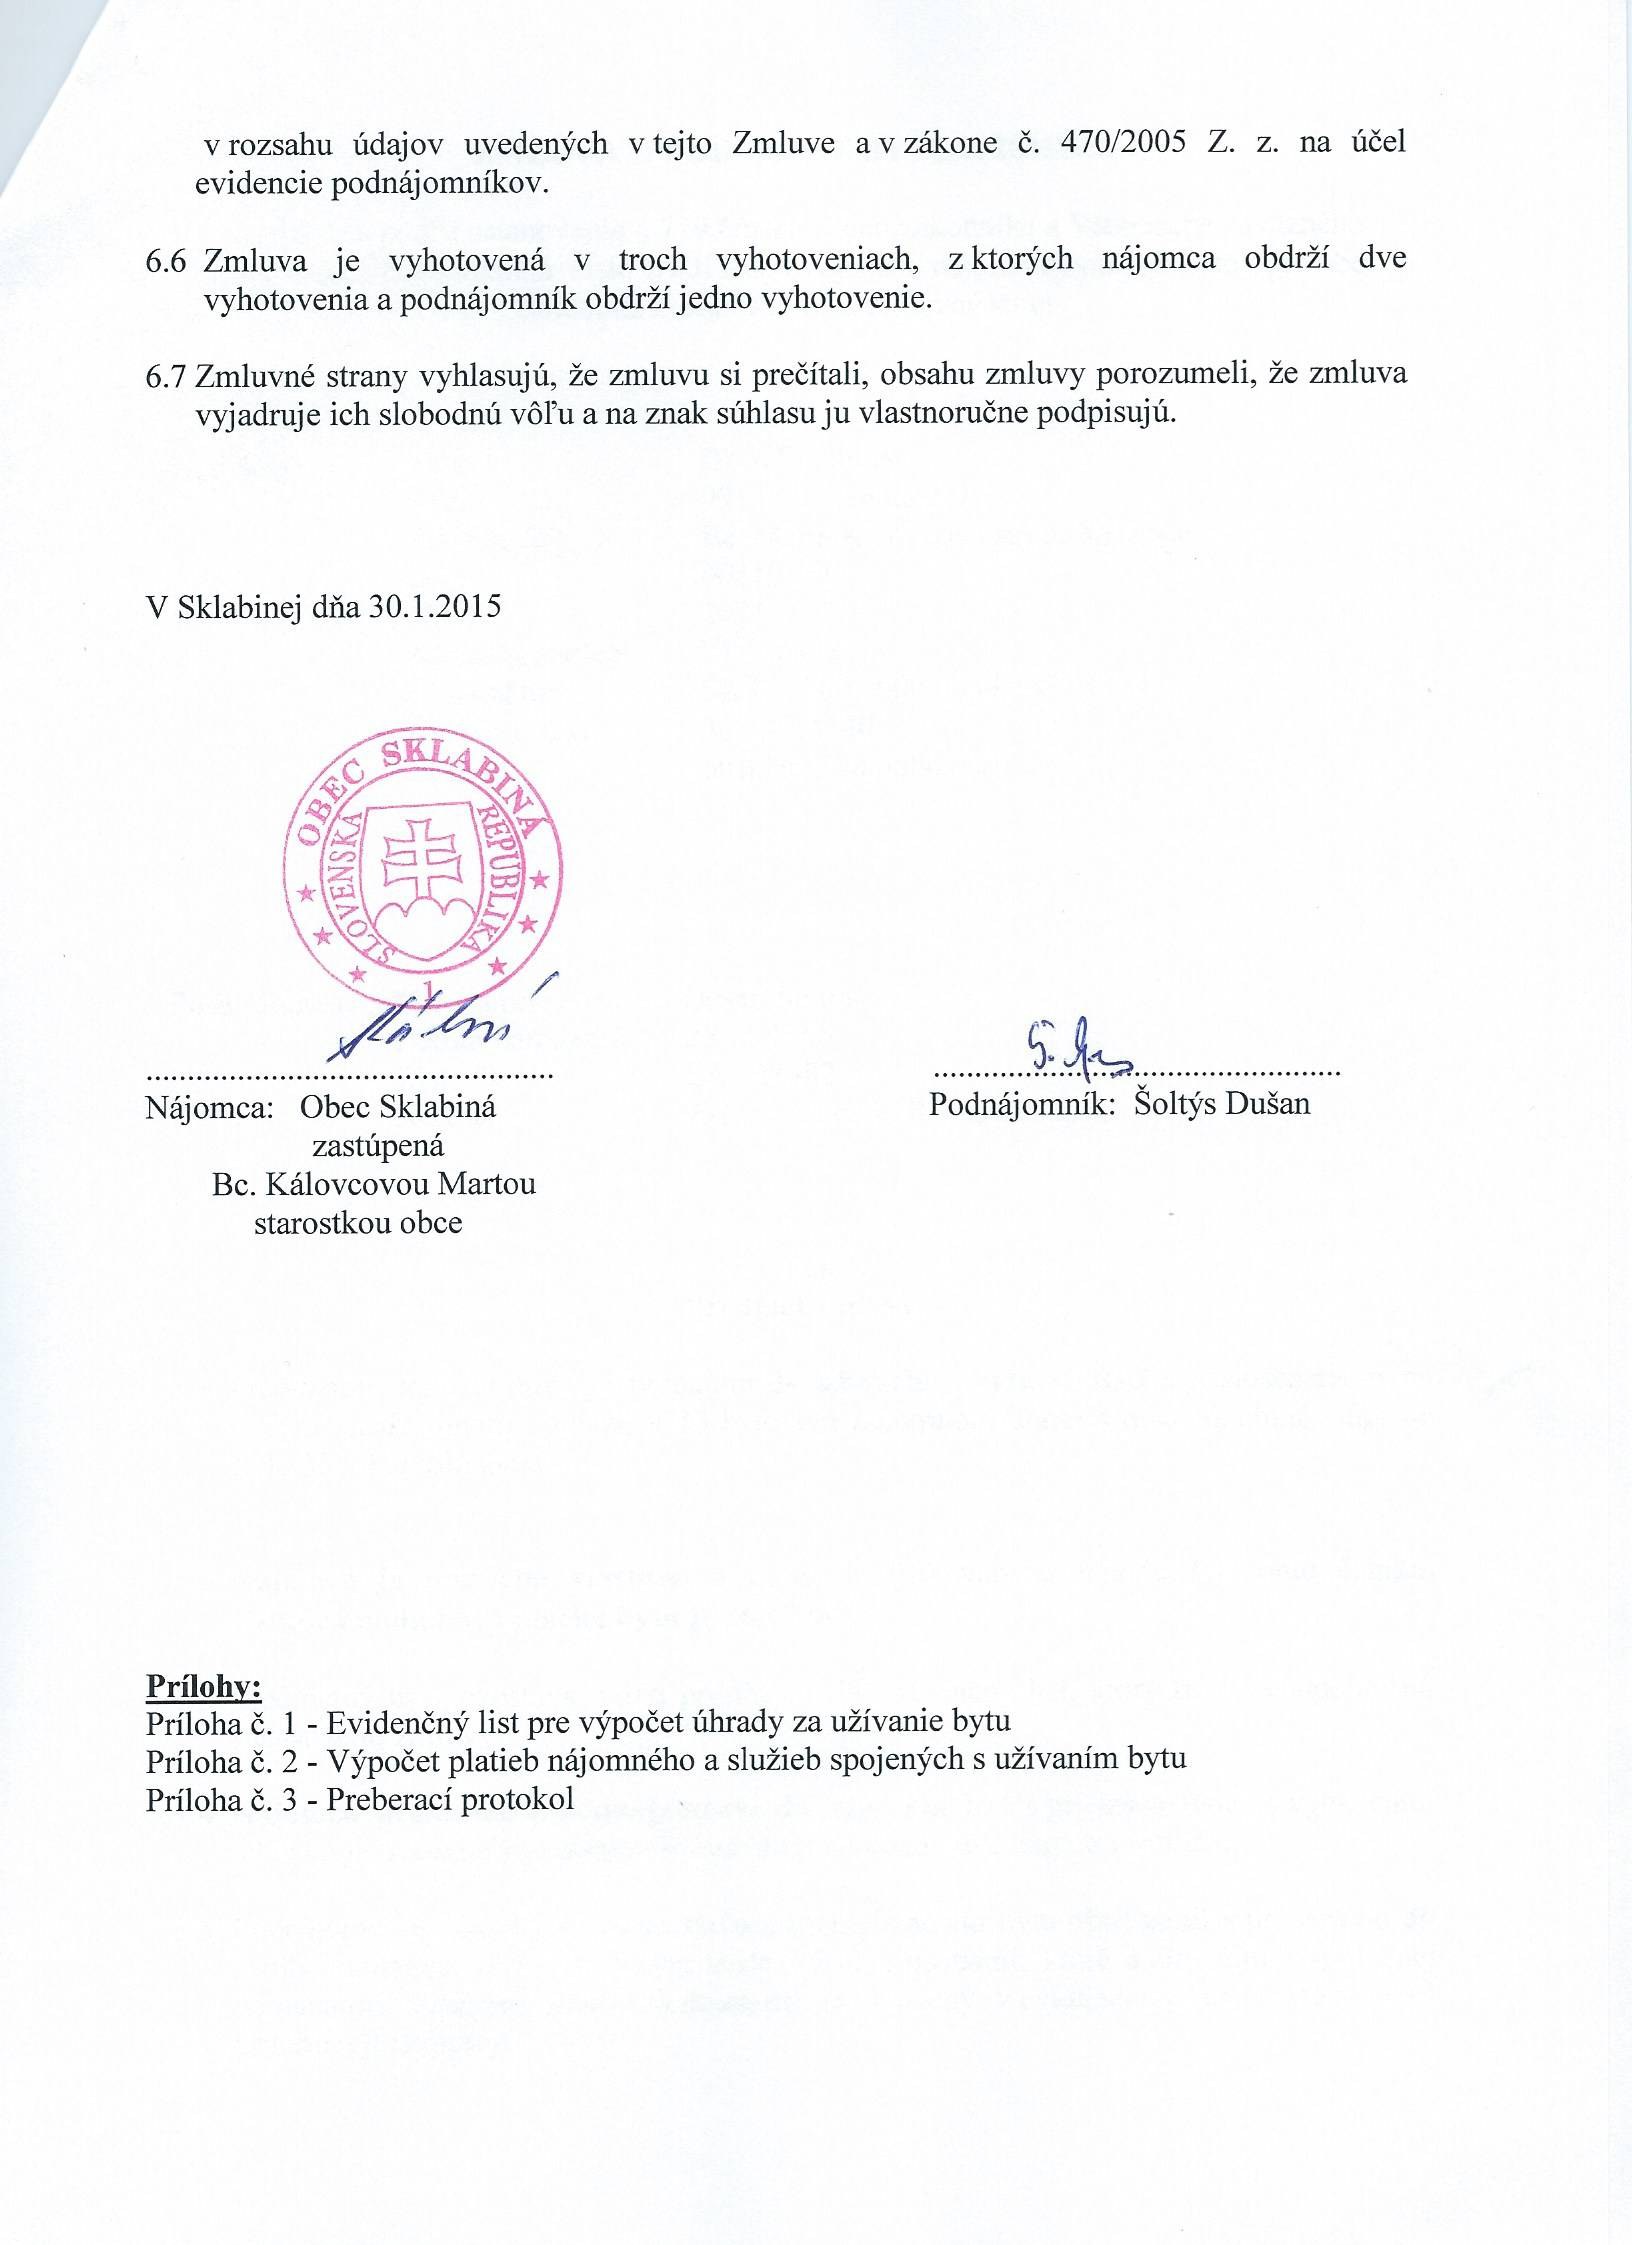 v rozsahu údajov uvedených v tejto Zmluve a v zákone č. 470/2005 Z. z. na účel
evidencie podnájomníkov.
6.6 Zmluva je vyhotovená v troch vyhotoveniach, z ktorých nájomca obdrží dve
vyhotovenia a podnájomník obdrží jedno vyhotovenie.
6.7 Zmluvné strany vyhlasujú, že zmluvu si prečítali, obsahu zmluvy porozumeli, že zmluva
vyjadruje ich slobodnú vôľu a na znak súhlasu ju vlastnoručne podpisujú.
V Sklabinej dňa 30.1.2015
OBEC SKLABINÁ
SLOVENSKÁ REPUBLIKA
1
Nájomca: Obec Sklabiná
zastúpená
Bc. Kálovcovou Martou
starostkou obce
Podnájomník: Šoltýs Dušan
Prílohy:
Príloha č. 1 - Evidenčný list pre výpočet úhrady za užívanie bytu
Príloha č. 2 - Výpočet platieb nájomného a služieb spojených s užívaním bytu
Príloha č. 3 - Preberací protokol